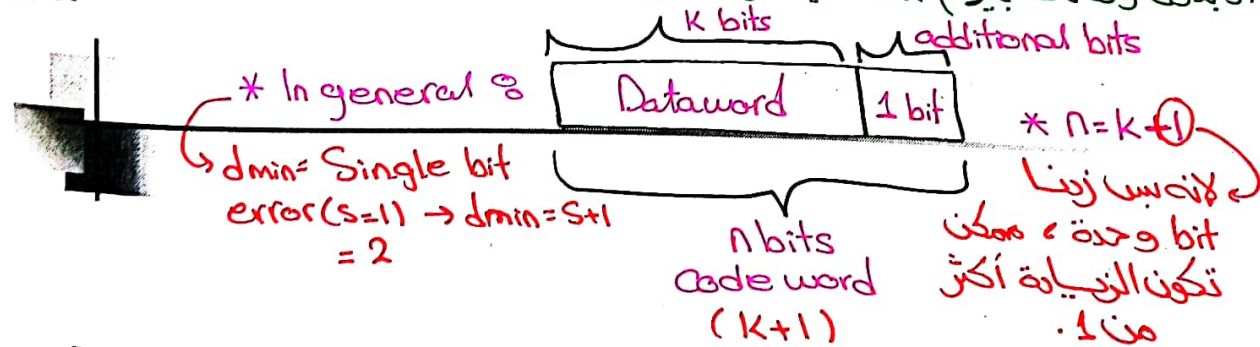 K bits
additional bits
* In general :
Dataword
1 bit
* n=k+1
dmin= Single bit
error(s=1) → dmin=s+1
= 2
n bits
Code word
(k+1)
لانه بس زدنا
bit وحدة ، ممكن
تكون الزيادة أكثر
من 1.